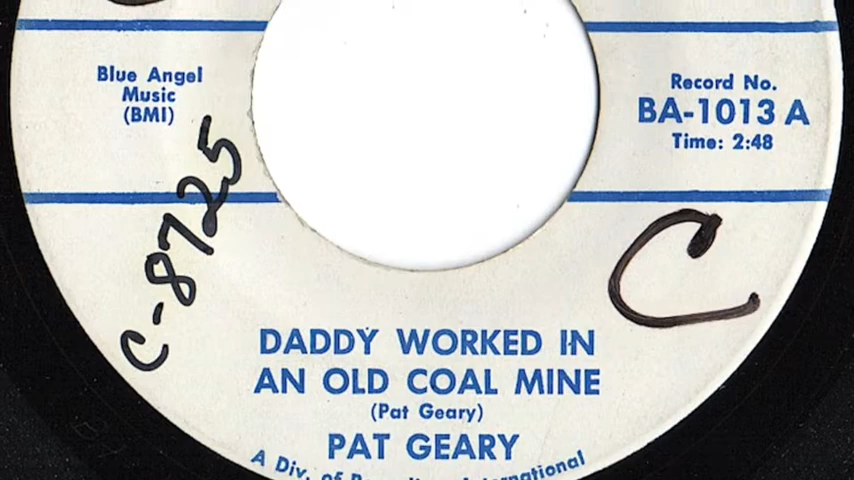 Blue Angel
Music
(BMI)
Record No.
BA-1013 A
Time: 2:48
C-8725
C
DADDY WORKED IN
AN OLD COAL MINE
(Pat Geary)
PAT GEARY
A Div. of International